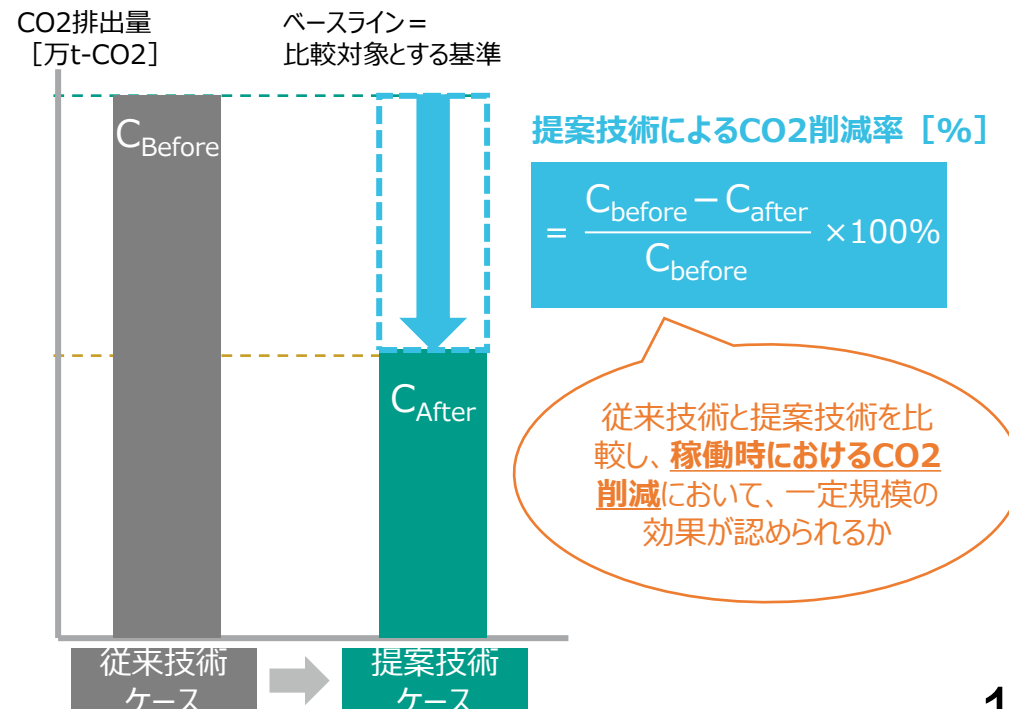 CO2排出量
［万t-CO2］
ベースライン＝
比較対象とする基準
C_Before
提案技術によるCO2削減率［%］
= (C_before − C_after) / C_before ×100%
C_After
従来技術と提案技術を比
較し、稼働時におけるCO2
削減において、一定規模の
効果が認められるか
従来技術
ケース
提案技術
ケース
1